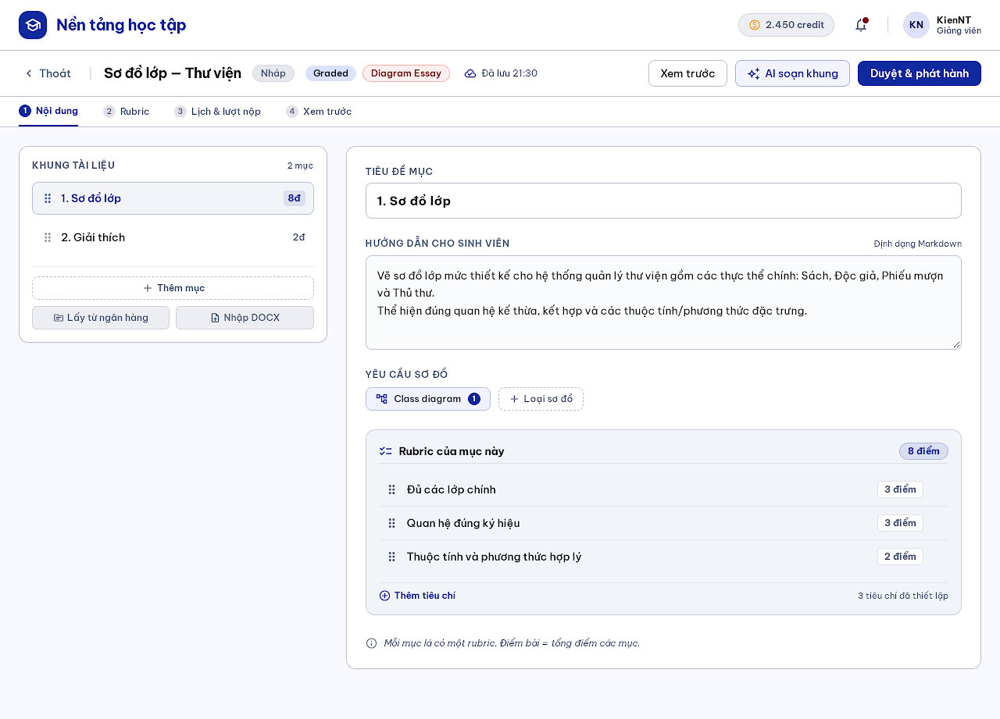 Nền tảng học tập
2.450 credit
KN
KienNT
Giảng viên
Thoát
Sơ đồ lớp — Thư viện
Nháp
Graded
Diagram Essay
Đã lưu 21:30
Xem trước
AI soạn khung
Duyệt & phát hành
1 Nội dung
2 Rubric
3 Lịch & lượt nộp
4 Xem trước
KHUNG TÀI LIỆU
2 mục
1. Sơ đồ lớp
8đ
2. Giải thích
2đ
Thêm mục
Lấy từ ngân hàng
Nhập DOCX
TIÊU ĐỀ MỤC
1. Sơ đồ lớp
HƯỚNG DẪN CHO SINH VIÊN
Định dạng Markdown
Vẽ sơ đồ lớp mức thiết kế cho hệ thống quản lý thư viện gồm các thực thể chính: Sách, Độc giả, Phiếu mượn
và Thủ thư.
Thể hiện đúng quan hệ kế thừa, kết hợp và các thuộc tính/phương thức đặc trưng.
YÊU CẦU SƠ ĐỒ
Class diagram 1
Loại sơ đồ
Rubric của mục này
8 điểm
Đủ các lớp chính
3 điểm
Quan hệ đúng ký hiệu
3 điểm
Thuộc tính và phương thức hợp lý
2 điểm
Thêm tiêu chí
3 tiêu chí đã thiết lập
Mỗi mục lá có một rubric. Điểm bài = tổng điểm các mục.